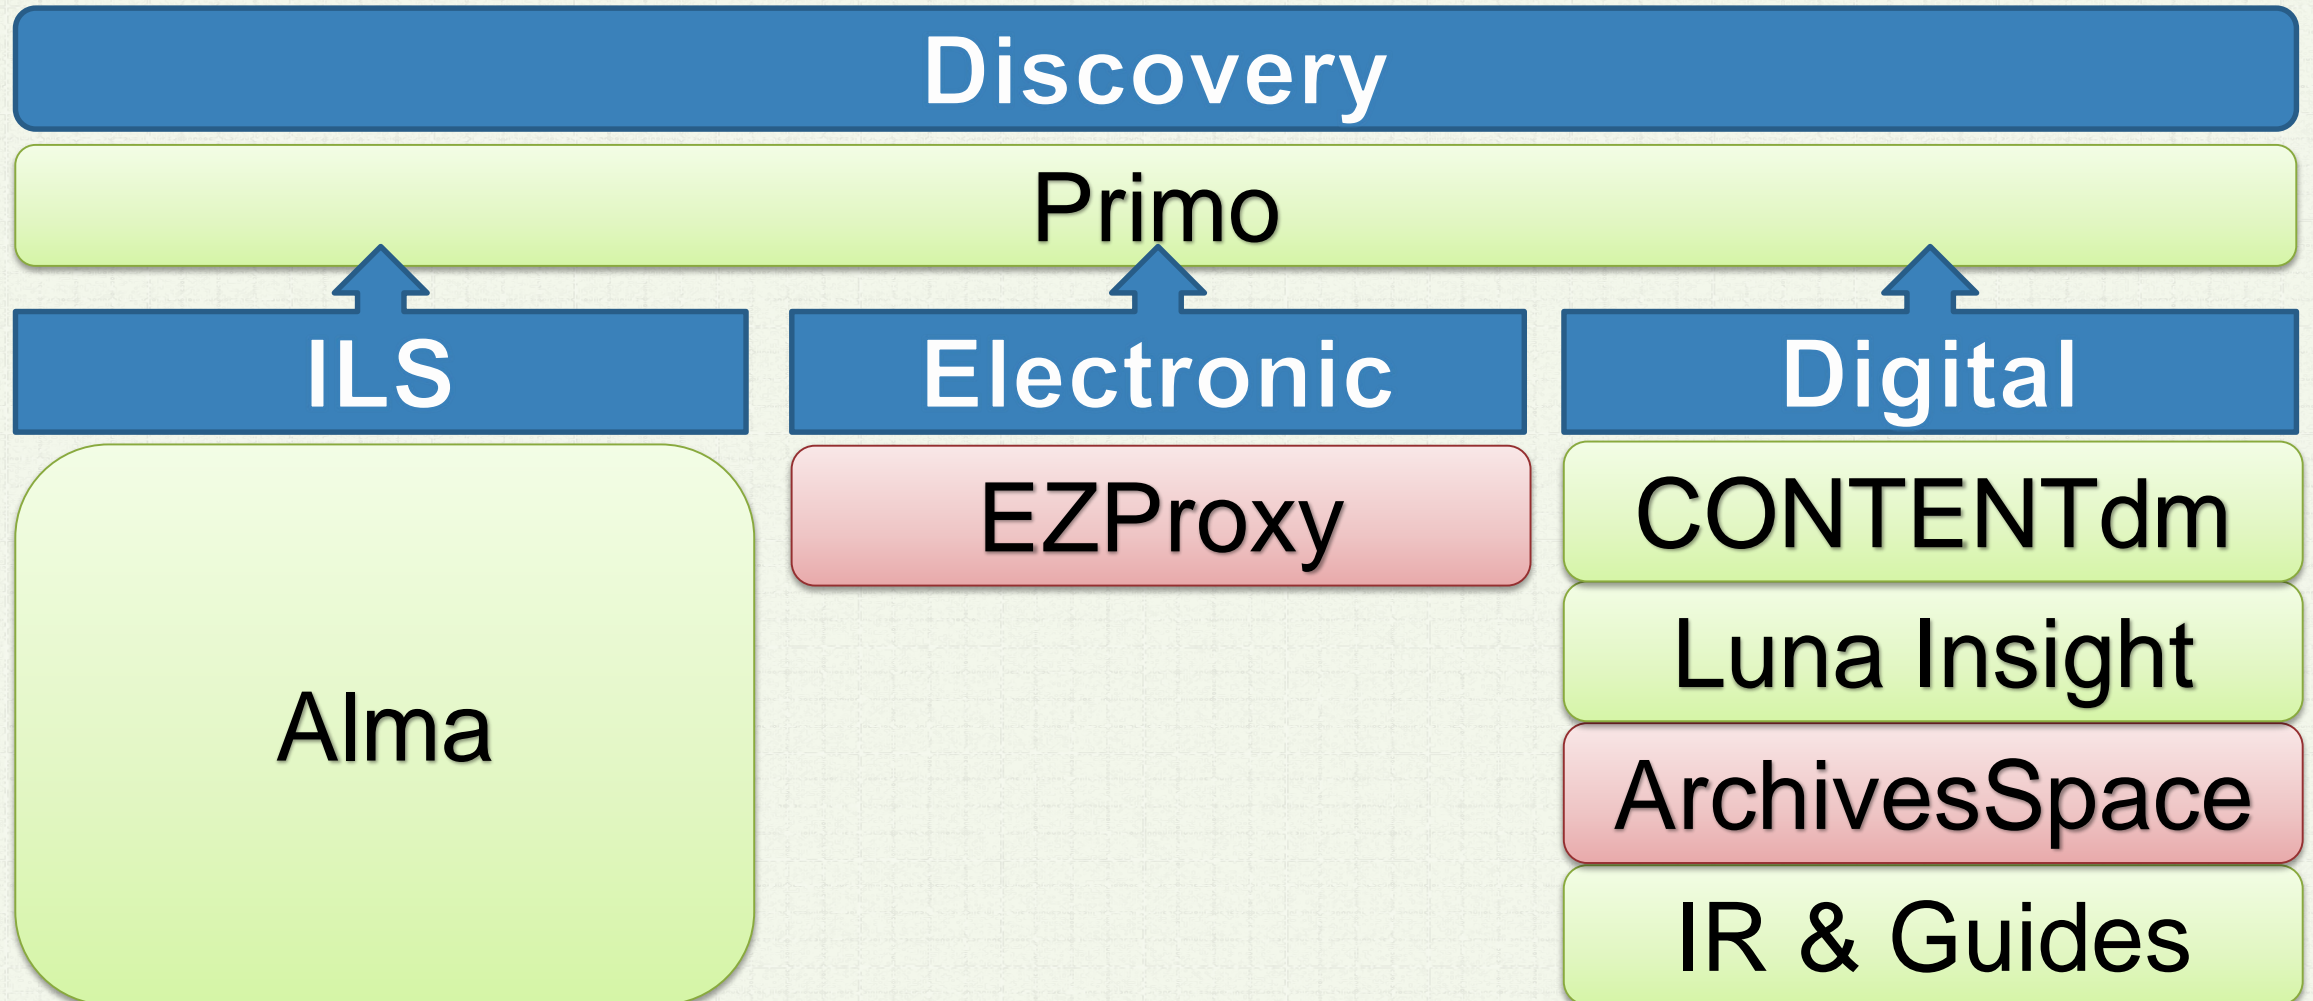 Discovery
Primo
ILS
Electronic
Digital
Alma
EZProxy
CONTENTdm
Luna Insight
ArchivesSpace
IR & Guides